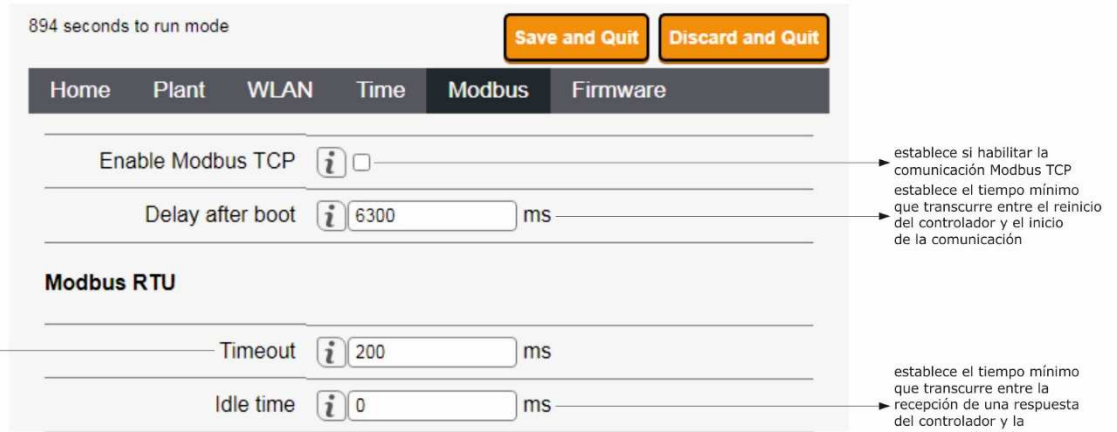 894 seconds to run mode
Save and Quit
Discard and Quit
Home Plant WLAN Time Modbus Firmware
Enable Modbus TCP i
establece si habilitar la
comunicación Modbus TCP
Delay after boot i 6300 ms
establece el tiempo mínimo
que transcurre entre el reinicio
del controlador y el inicio
de la comunicación
Modbus RTU
Timeout i 200 ms
Idle time i 0 ms
establece el tiempo mínimo
que transcurre entre la
recepción de una respuesta
del controlador y la